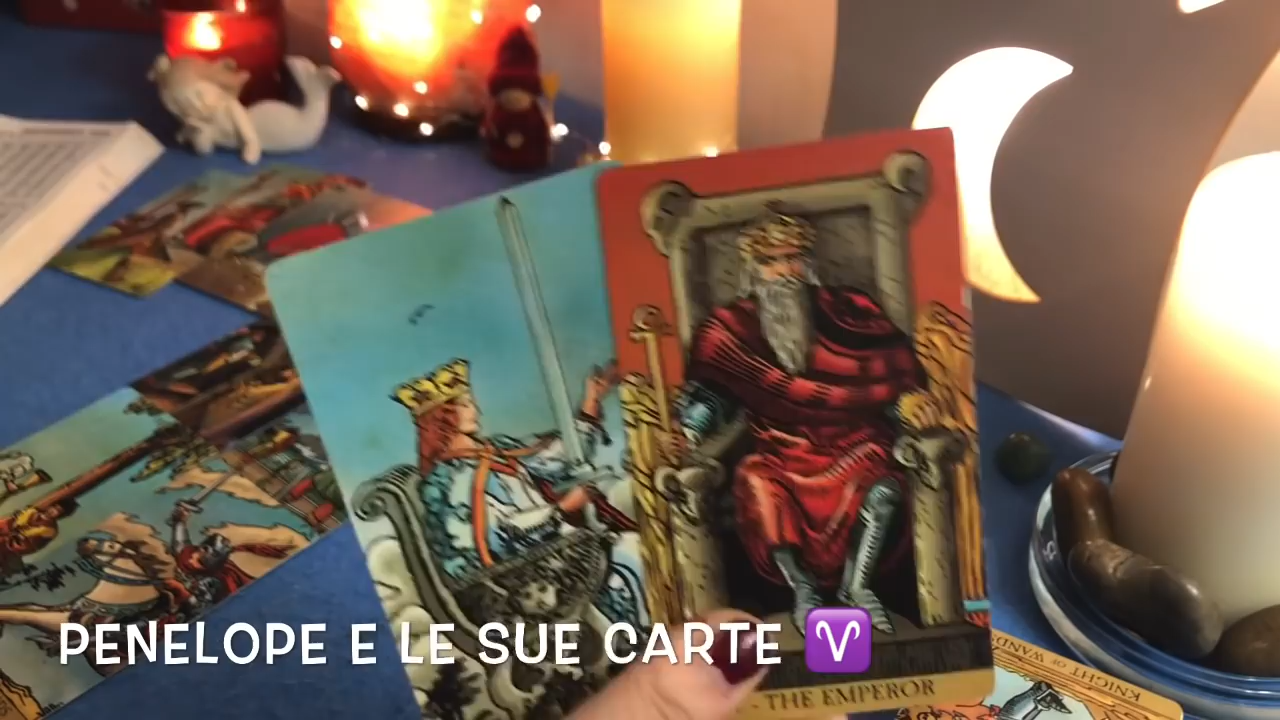 PENELOPE E LE SUE CARTE ♈
- THE EMPEROR
KNIGHT OF WANDS